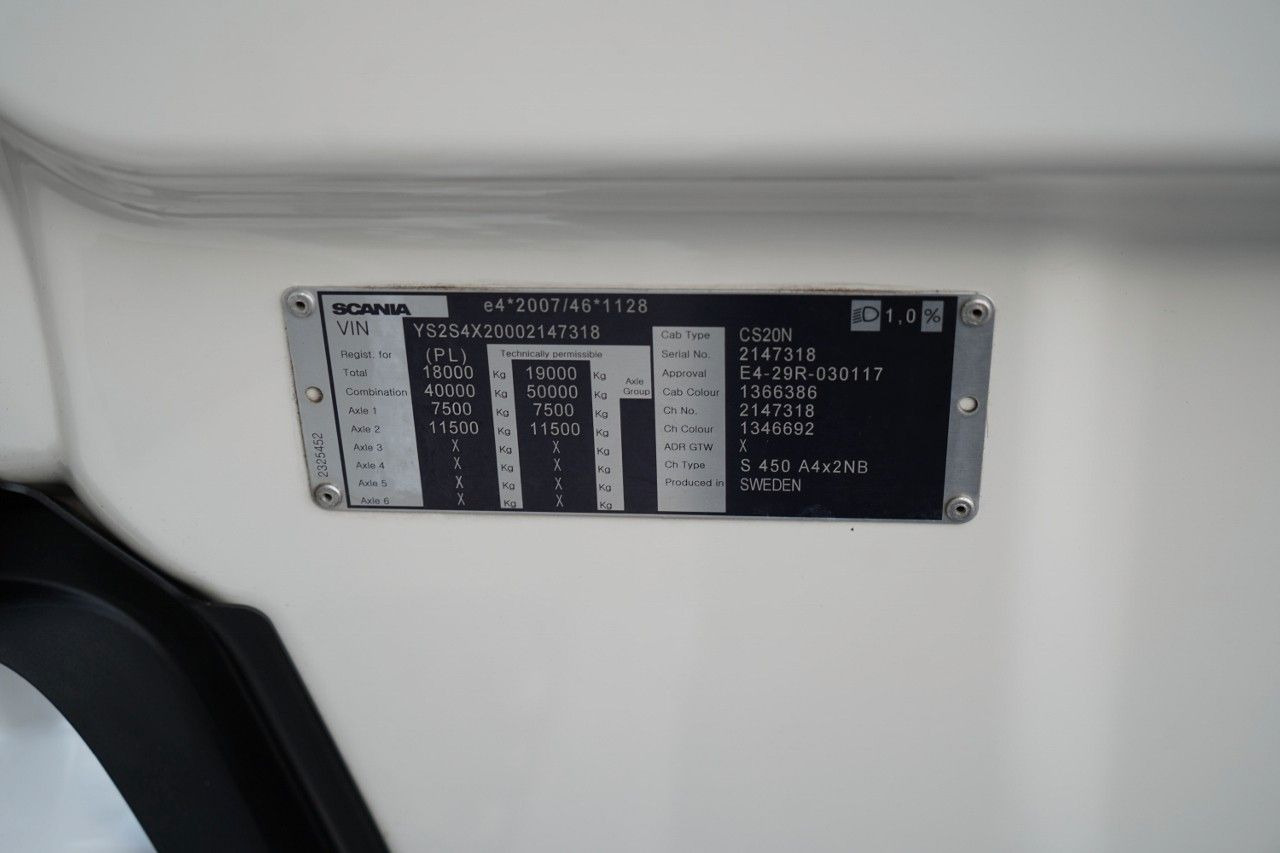 SCANIA e4*2007/46*1128 1,0 %
VIN YS2S4X20002147318
Regist. for (PL) Technically permissible
Total 18000 Kg 19000 Kg
Combination 40000 Kg 50000 Kg Axle Group
Axle 1 7500 Kg 7500 Kg
Axle 2 11500 Kg 11500 Kg
Axle 3 X Kg X Kg
Axle 4 X Kg X Kg
Axle 5 X Kg X Kg
Axle 6 X Kg X Kg
Cab Type CS20N
Serial No. 2147318
Approval E4-29R-030117
Cab Colour 1366386
Ch No. 2147318
Ch Colour 1346692
ADR GTW X
Ch Type S 450 A4x2NB
Produced in SWEDEN
2325452